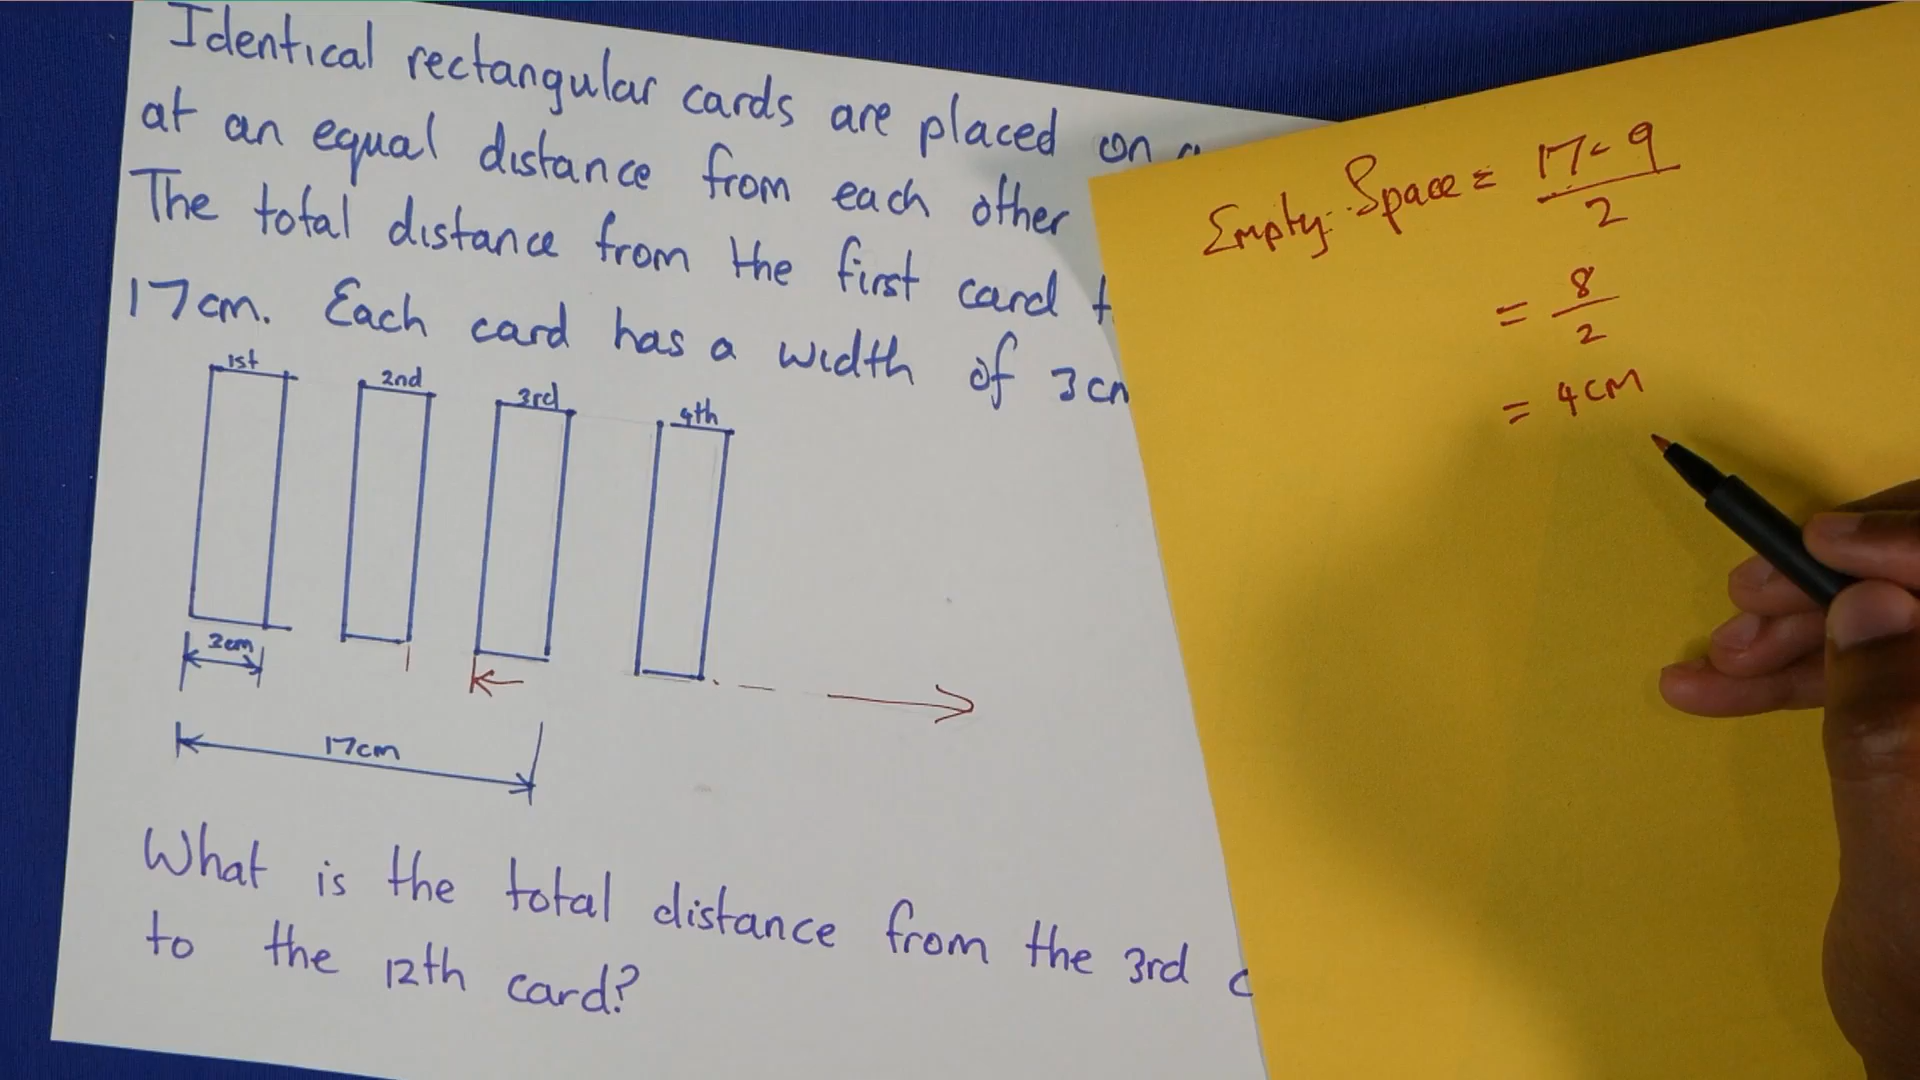 Identical rectangular cards are placed on
at an equal distance from each other
The total distance from the first card
17cm. Each card has a width of 3cm
1st
2nd
3rd
4th
3cm
17cm
What is the total distance from the 3rd
to the 12th card?
Empty Space = 17-9
2
= 8
2
= 4cm